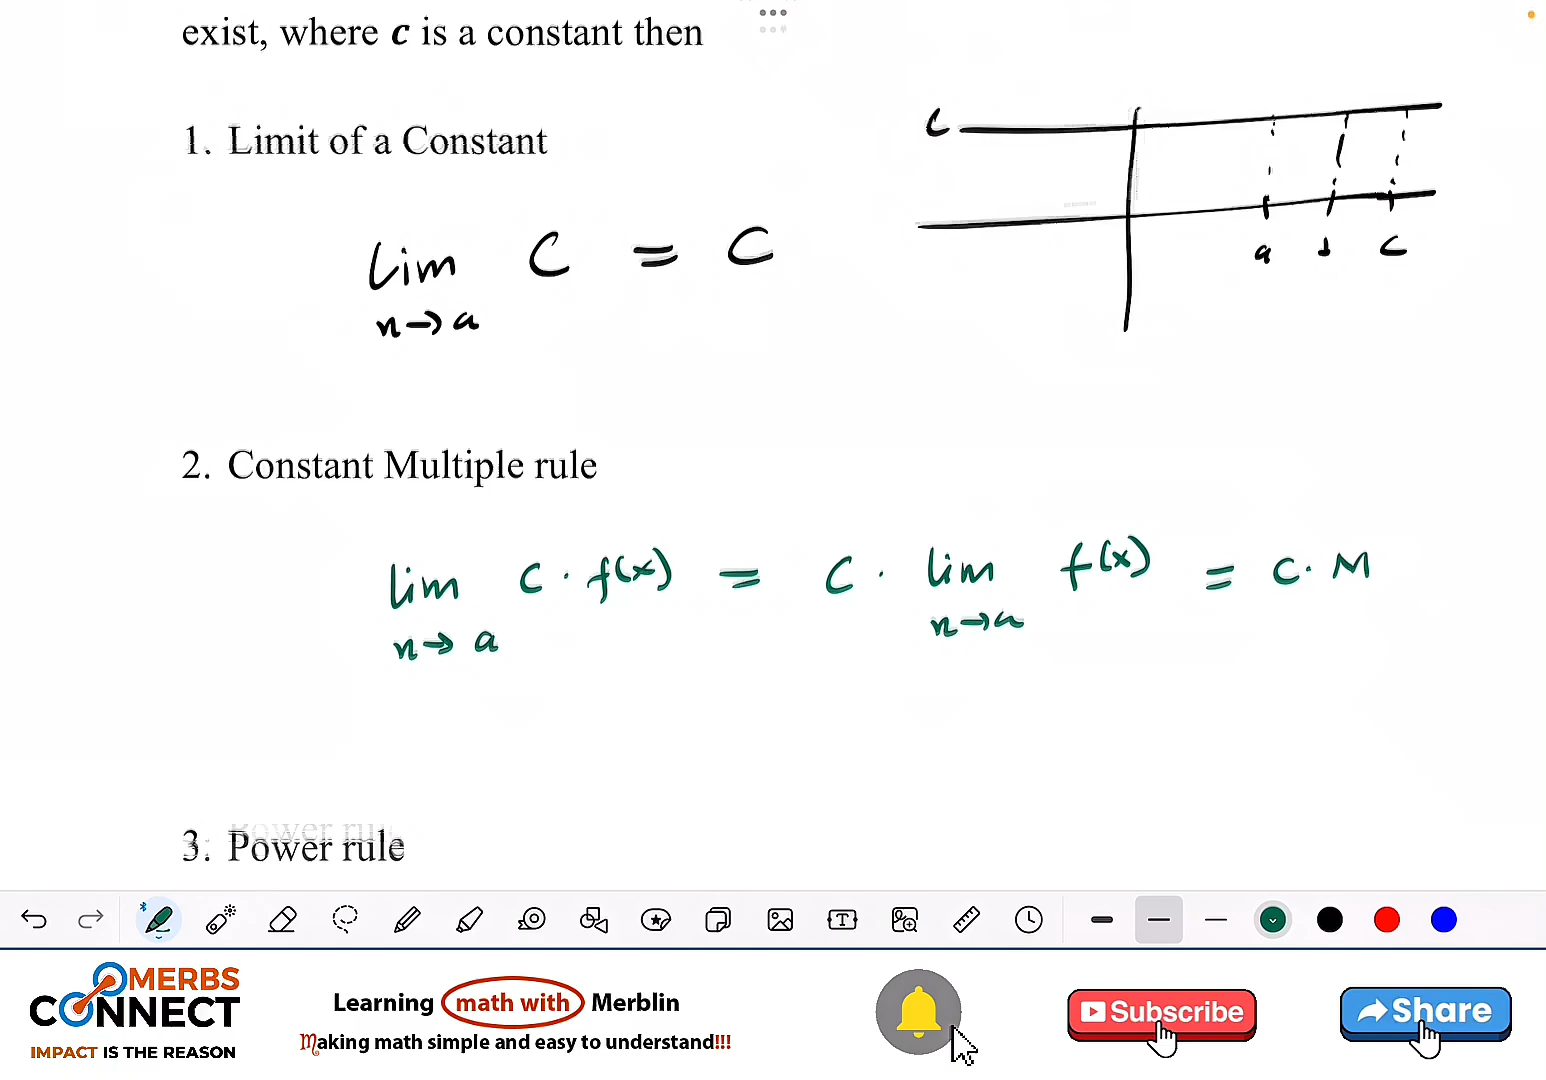 exist, where c is a constant then
1. Limit of a Constant
C
lim C = C
n→a
a b c
2. Constant Multiple rule
lim C · f(x) = C · lim f(x) = C · M
n→a n→a
3. Power rule
MERBS
CONNECT
IMPACT IS THE REASON
Learning math with Merblin
Making math simple and easy to understand!!!
Subscribe
Share